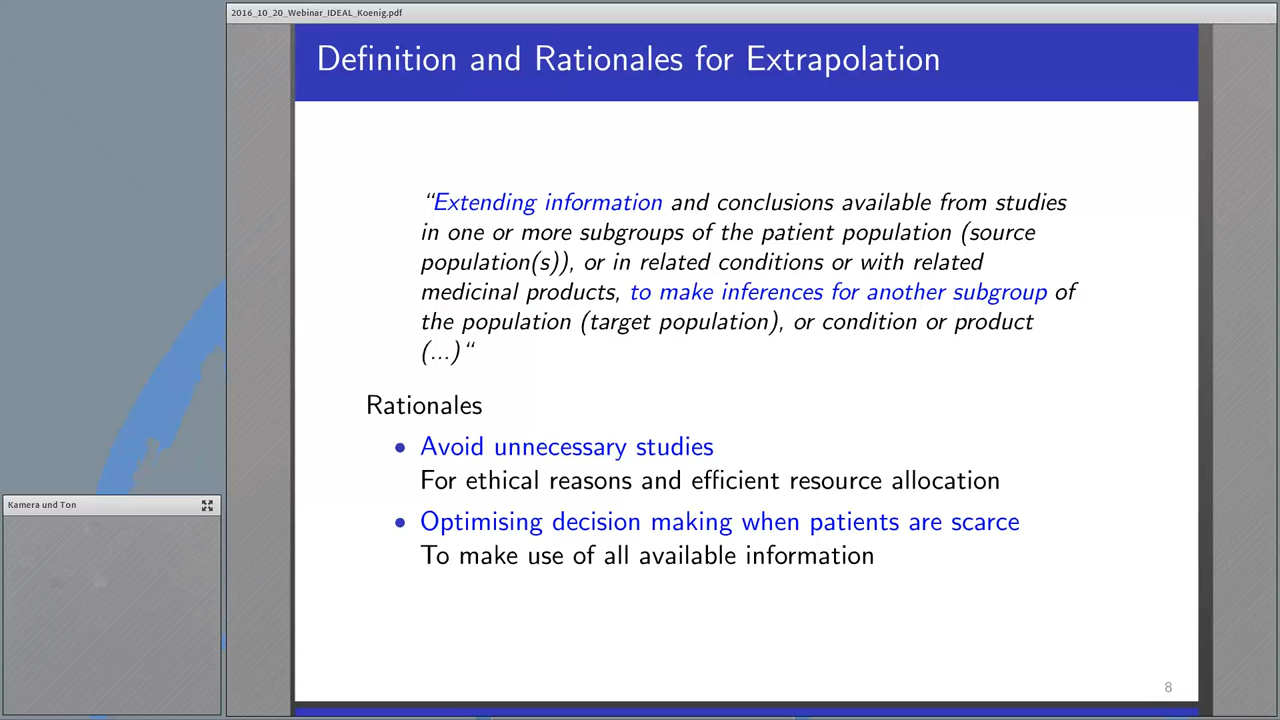 2016_10_20_Webinar_IDEAL_Koenig.pdf
Definition and Rationales for Extrapolation
“Extending information and conclusions available from studies
in one or more subgroups of the patient population (source
population(s)), or in related conditions or with related
medicinal products, to make inferences for another subgroup of
the population (target population), or condition or product
(...)“
Rationales
• Avoid unnecessary studies
For ethical reasons and efficient resource allocation
• Optimising decision making when patients are scarce
To make use of all available information
8
Kamera und Ton